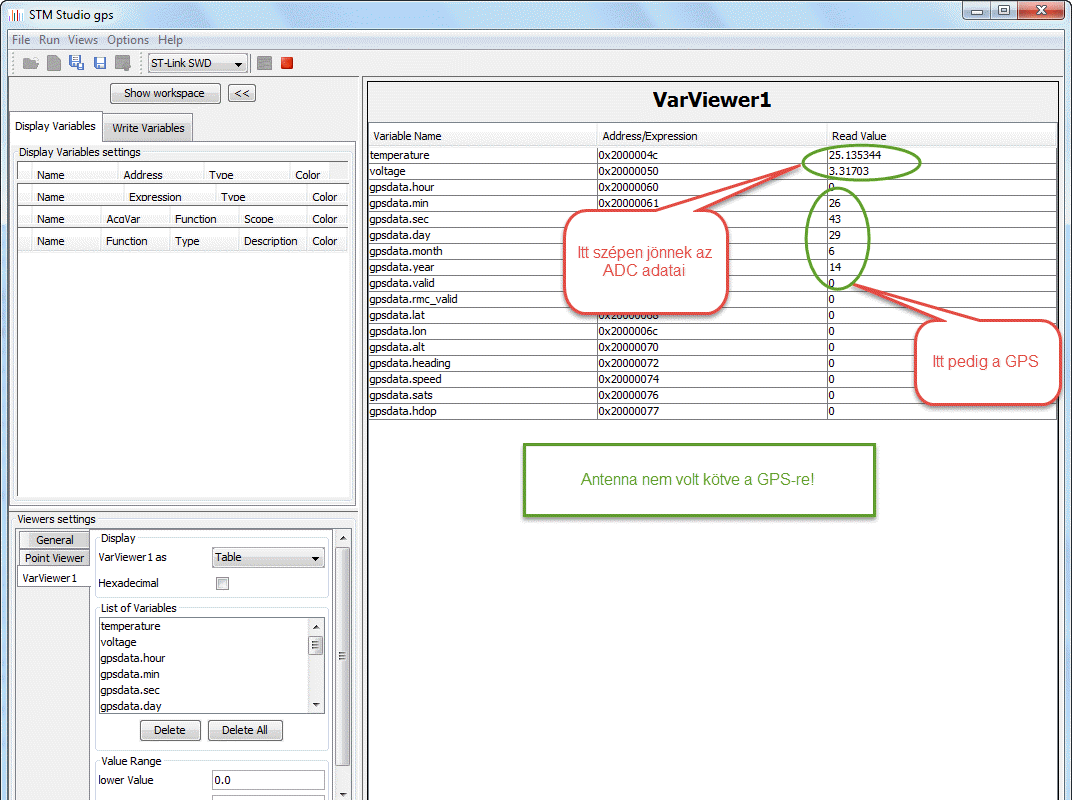 STM Studio gps
File Run Views Options Help
ST-Link SWD
Show workspace <<
Display Variables Write Variables
Display Variables settings
Name Address Type Color
Name Expression Type Color
Name AcqVar Function Scope Color
Name Function Type Description Color
Viewers settings
General
Point Viewer
VarViewer1
Display
VarViewer1 as Table
Hexadecimal
List of Variables
temperature
voltage
gpsdata.hour
gpsdata.min
gpsdata.sec
gpsdata.day
Delete Delete All
Value Range
lower Value 0.0
VarViewer1
Variable Name Address/Expression Read Value
temperature 0x2000004c 25.135344
voltage 0x20000050 3.31703
gpsdata.hour 0x20000060 0
gpsdata.min 0x20000061 26
gpsdata.sec 43
gpsdata.day 29
gpsdata.month 6
gpsdata.year 14
gpsdata.valid 0
gpsdata.rmc_valid 0
gpsdata.lat 0x20000068 0
gpsdata.lon 0x2000006c 0
gpsdata.alt 0x20000070 0
gpsdata.heading 0x20000072 0
gpsdata.speed 0x20000074 0
gpsdata.sats 0x20000076 0
gpsdata.hdop 0x20000077 0
Itt szépen jönnek az
ADC adatai
Itt pedig a GPS
Antenna nem volt kötve a GPS-re!